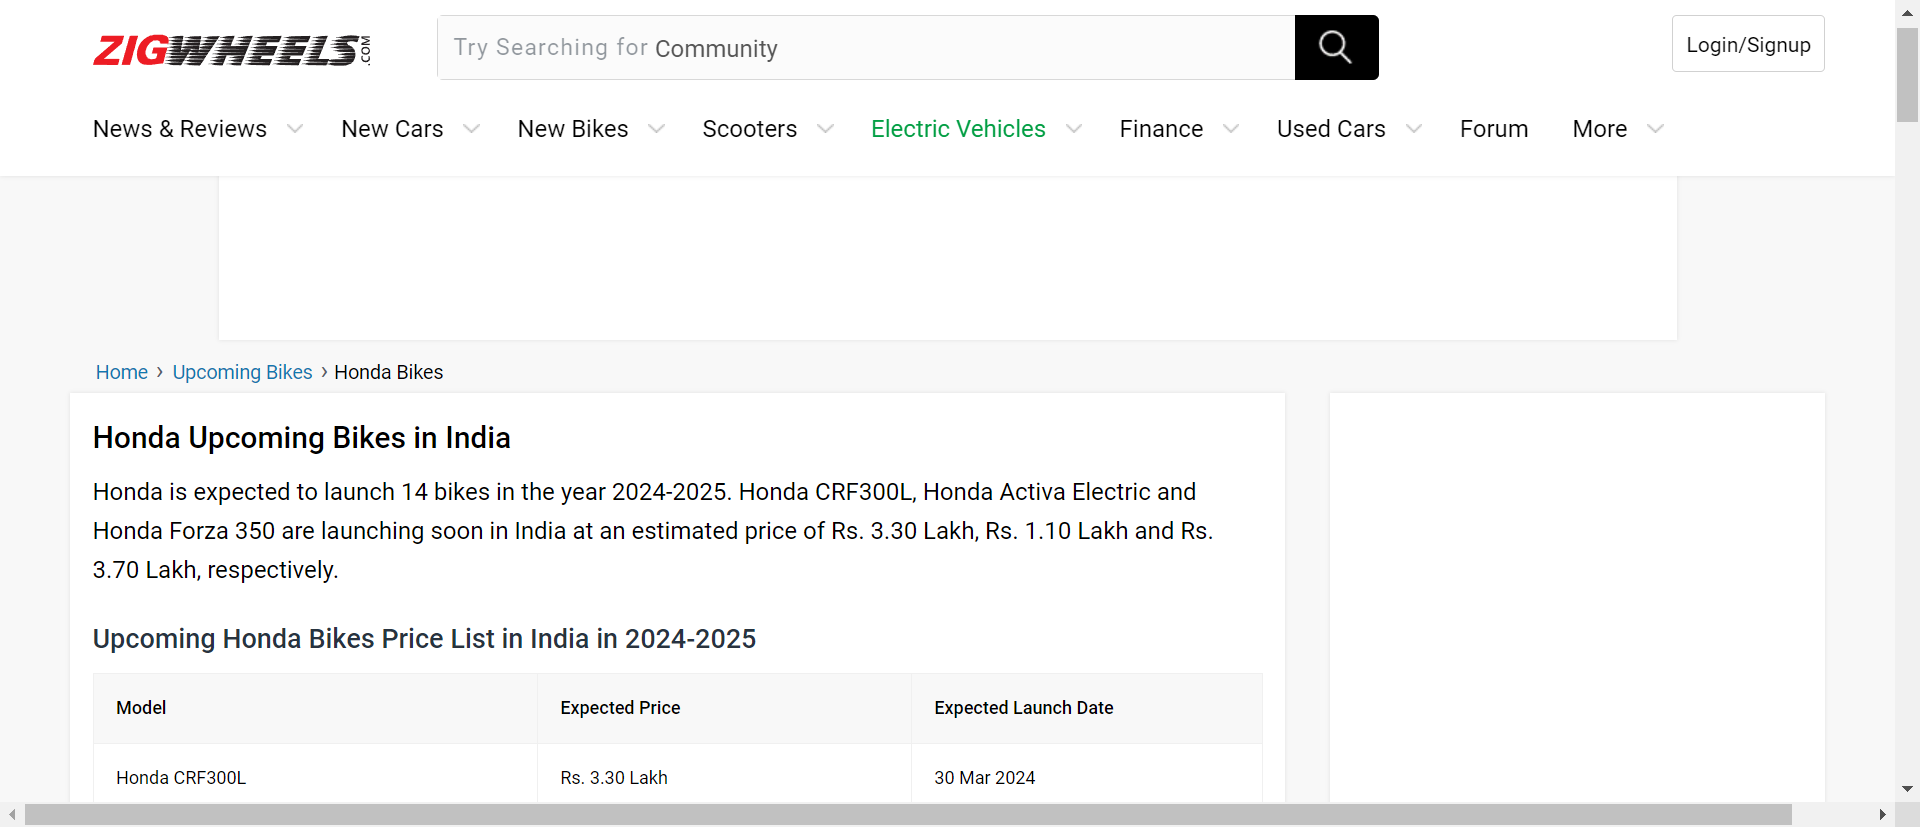 ZIGWHEELS.COM
Try Searching for Community
Login/Signup
News & Reviews New Cars New Bikes Scooters Electric Vehicles Finance Used Cars Forum More
Home › Upcoming Bikes › Honda Bikes
Honda Upcoming Bikes in India
Honda is expected to launch 14 bikes in the year 2024-2025. Honda CRF300L, Honda Activa Electric and
Honda Forza 350 are launching soon in India at an estimated price of Rs. 3.30 Lakh, Rs. 1.10 Lakh and Rs.
3.70 Lakh, respectively.
Upcoming Honda Bikes Price List in India in 2024-2025
Model Expected Price Expected Launch Date
Honda CRF300L Rs. 3.30 Lakh 30 Mar 2024